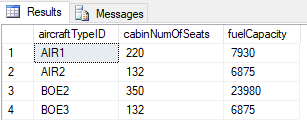 Results Messages
aircraftTypeID cabinNumOfSeats fuelCapacity
1 AIR1 220 7930
2 AIR2 132 6875
3 BOE2 350 23980
4 BOE3 132 6875